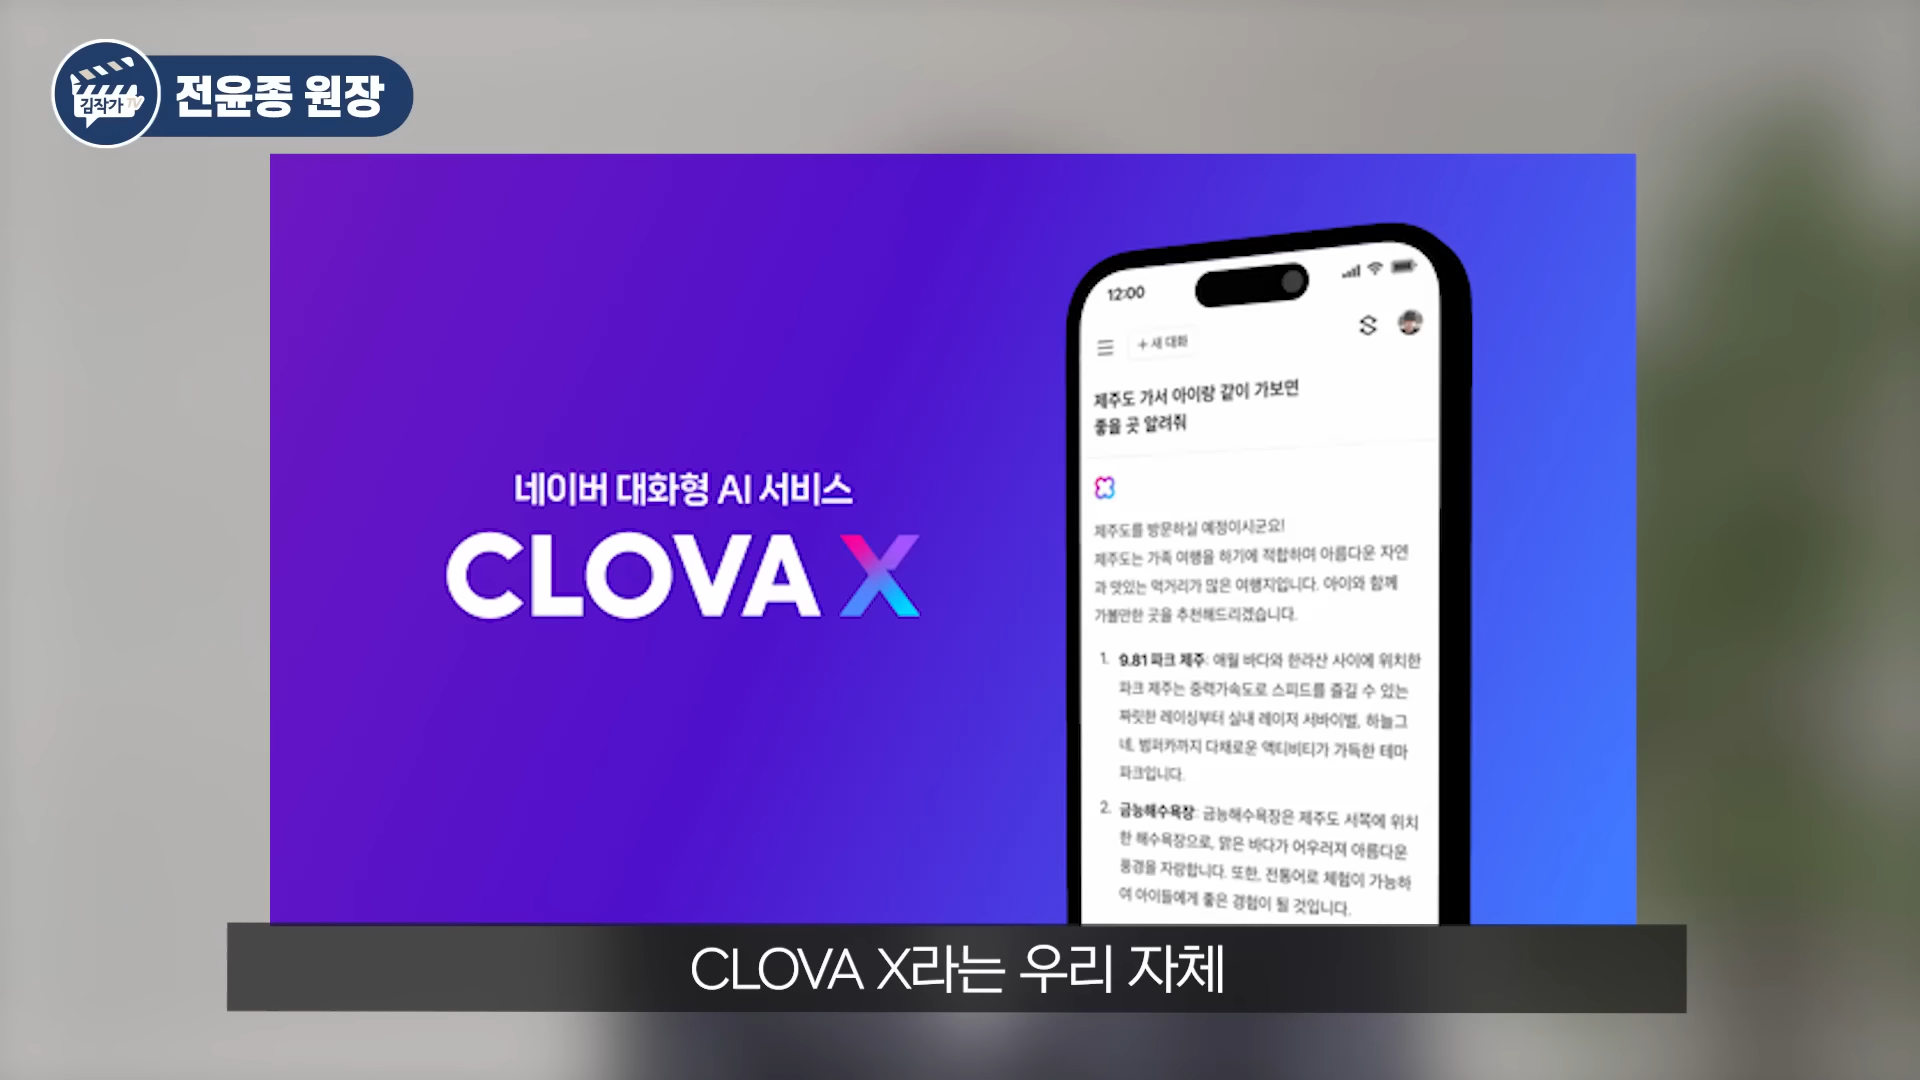 김작가 TV
전윤종 원장
네이버 대화형 AI 서비스
CLOVA X
12:00
+ 새 대화
제주도 가서 아이랑 같이 가보면
좋을 곳 알려줘
제주도를 방문하실 예정이시군요!
제주도는 가족 여행을 하기에 적합하며 아름다운 자연
과 맛있는 먹거리가 많은 여행지입니다. 아이와 함께
가볼만한 곳을 추천해드리겠습니다.
1. 9.81 파크 제주: 애월 바다와 한라산 사이에 위치한
파크 제주는 중력가속도로 스피드를 즐길 수 있는
짜릿한 레이싱부터 실내 레이저 서바이벌, 하늘그
네, 범퍼카까지 다채로운 액티비티가 가득한 테마
파크입니다.
2. 금능해수욕장: 금능해수욕장은 제주도 서쪽에 위치
한 해수욕장으로, 맑은 바다가 어우러져 아름다운
풍경을 자랑합니다. 또한, 전통어로 체험이 가능하
여 아이들에게 좋은 경험이 될 것입니다.
CLOVA X라는 우리 자체